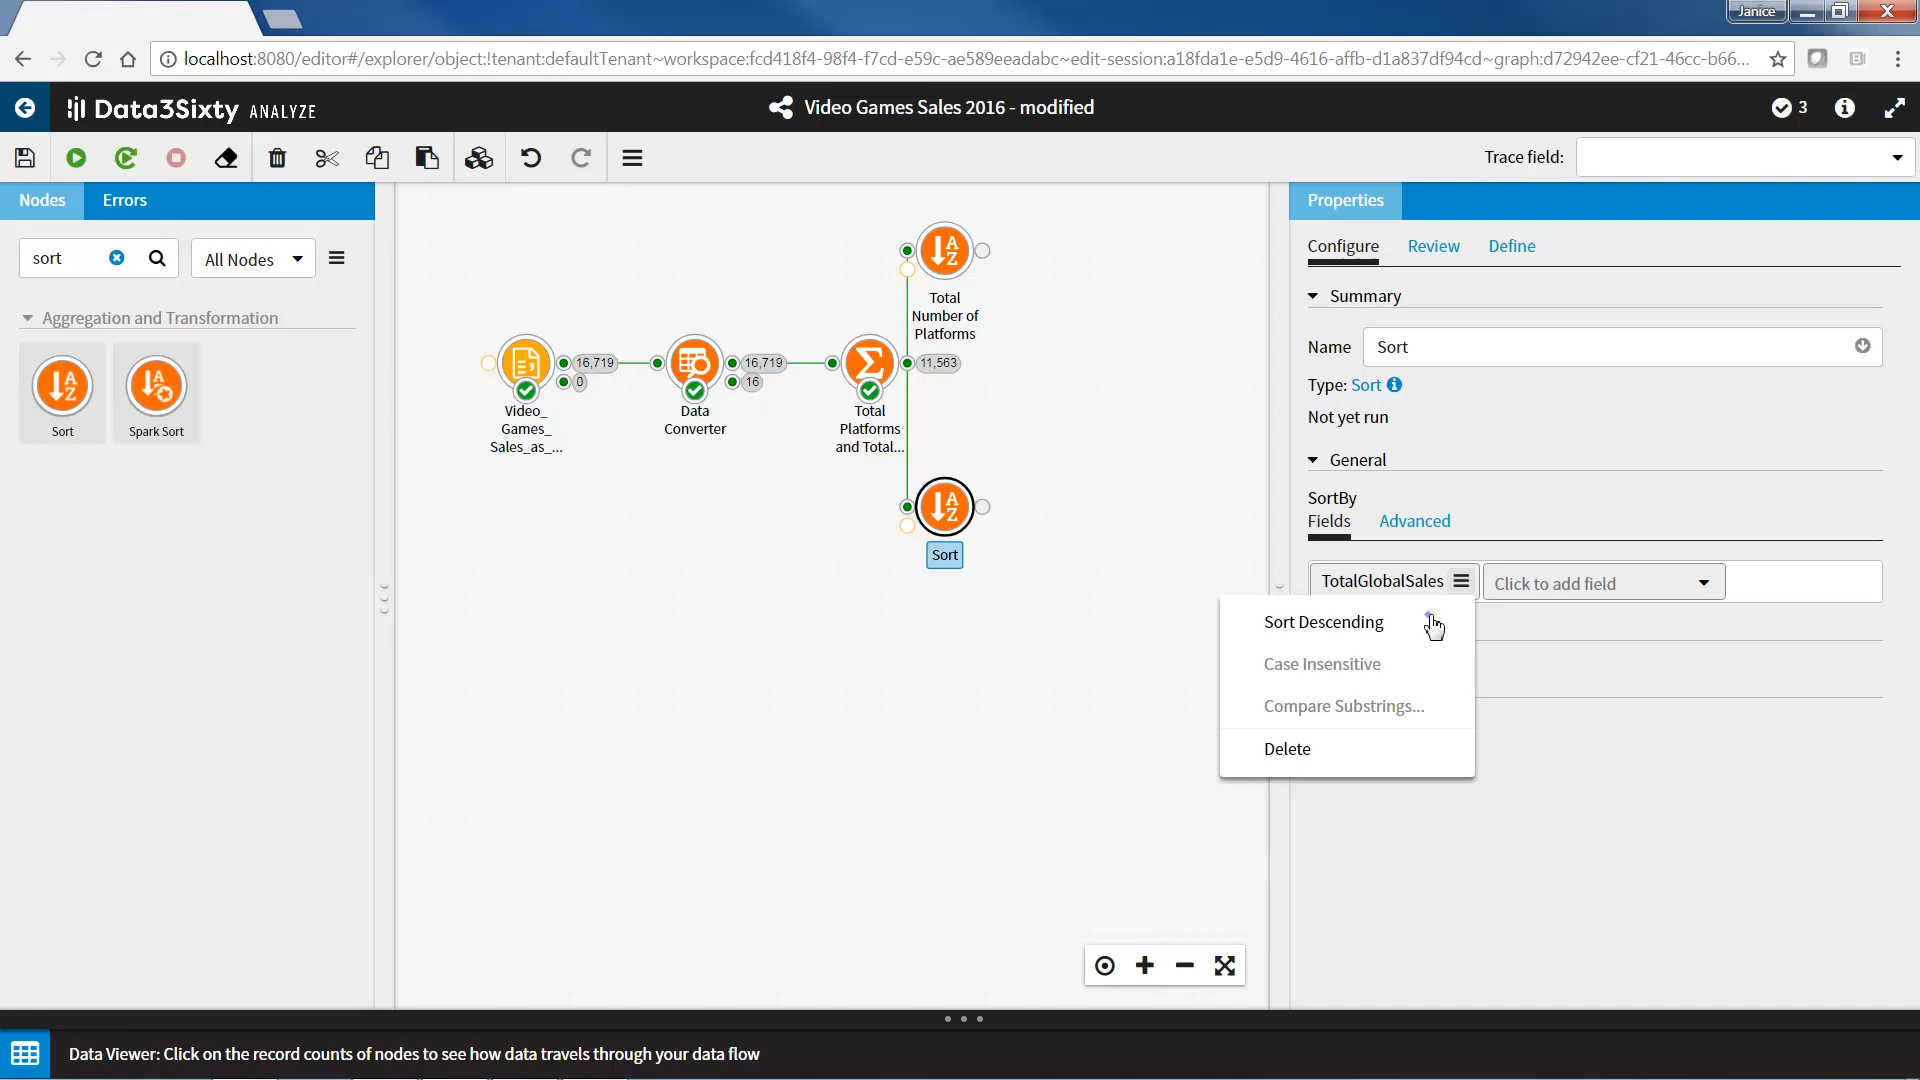 Janice
localhost:8080/editor#/explorer/object:!tenant:defaultTenant~workspace:fcd418f4-98f4-f7cd-e59c-ae589eeadabc~edit-session:a18fda1e-e5d9-4616-affb-d1a837df94cd~graph:d72942ee-cf21-46cc-b66...
Data3Sixty ANALYZE
Video Games Sales 2016 - modified
3
Trace field:
Nodes
Errors
sort
All Nodes
Aggregation and Transformation
Sort
Spark Sort
Total
Number of
Platforms
16,719
0
16,719
16
11,563
Video_
Games_
Sales_as_...
Data
Converter
Total
Platforms
and Total...
Sort
Properties
Configure
Review
Define
Summary
Name
Sort
Type: Sort
Not yet run
General
SortBy
Fields
Advanced
TotalGlobalSales
Click to add field
Sort Descending
Case Insensitive
Compare Substrings...
Delete
Data Viewer: Click on the record counts of nodes to see how data travels through your data flow